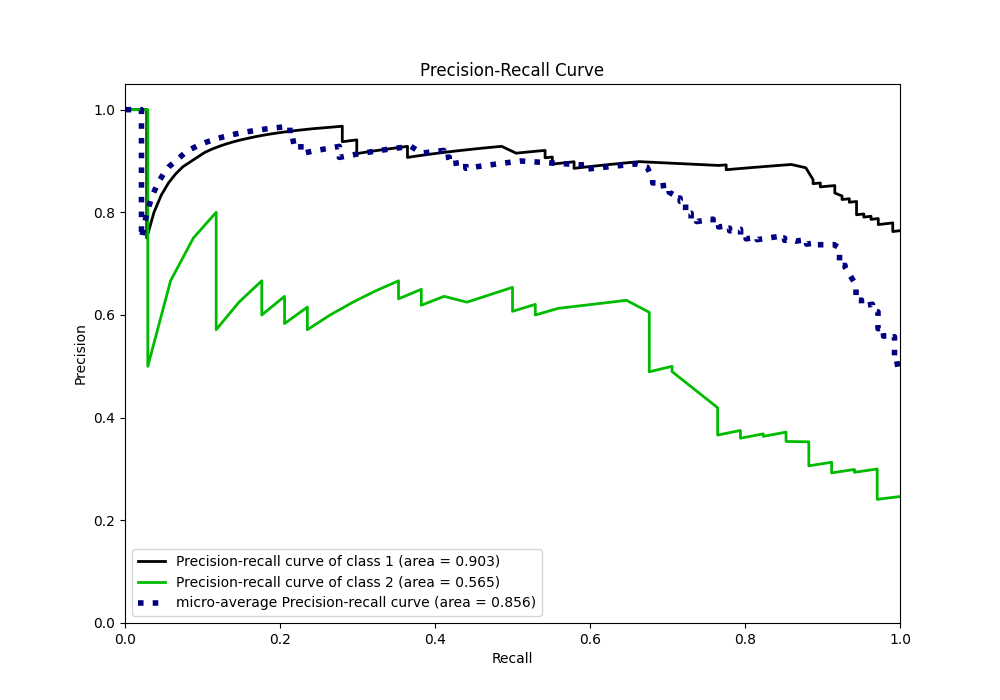 Precision-Recall Curve
1.0
0.8
0.6
0.4
0.2
0.0
Precision
Precision-recall curve of class 1 (area = 0.903)
Precision-recall curve of class 2 (area = 0.565)
micro-average Precision-recall curve (area = 0.856)
0.0 0.2 0.4 0.6 0.8 1.0
Recall